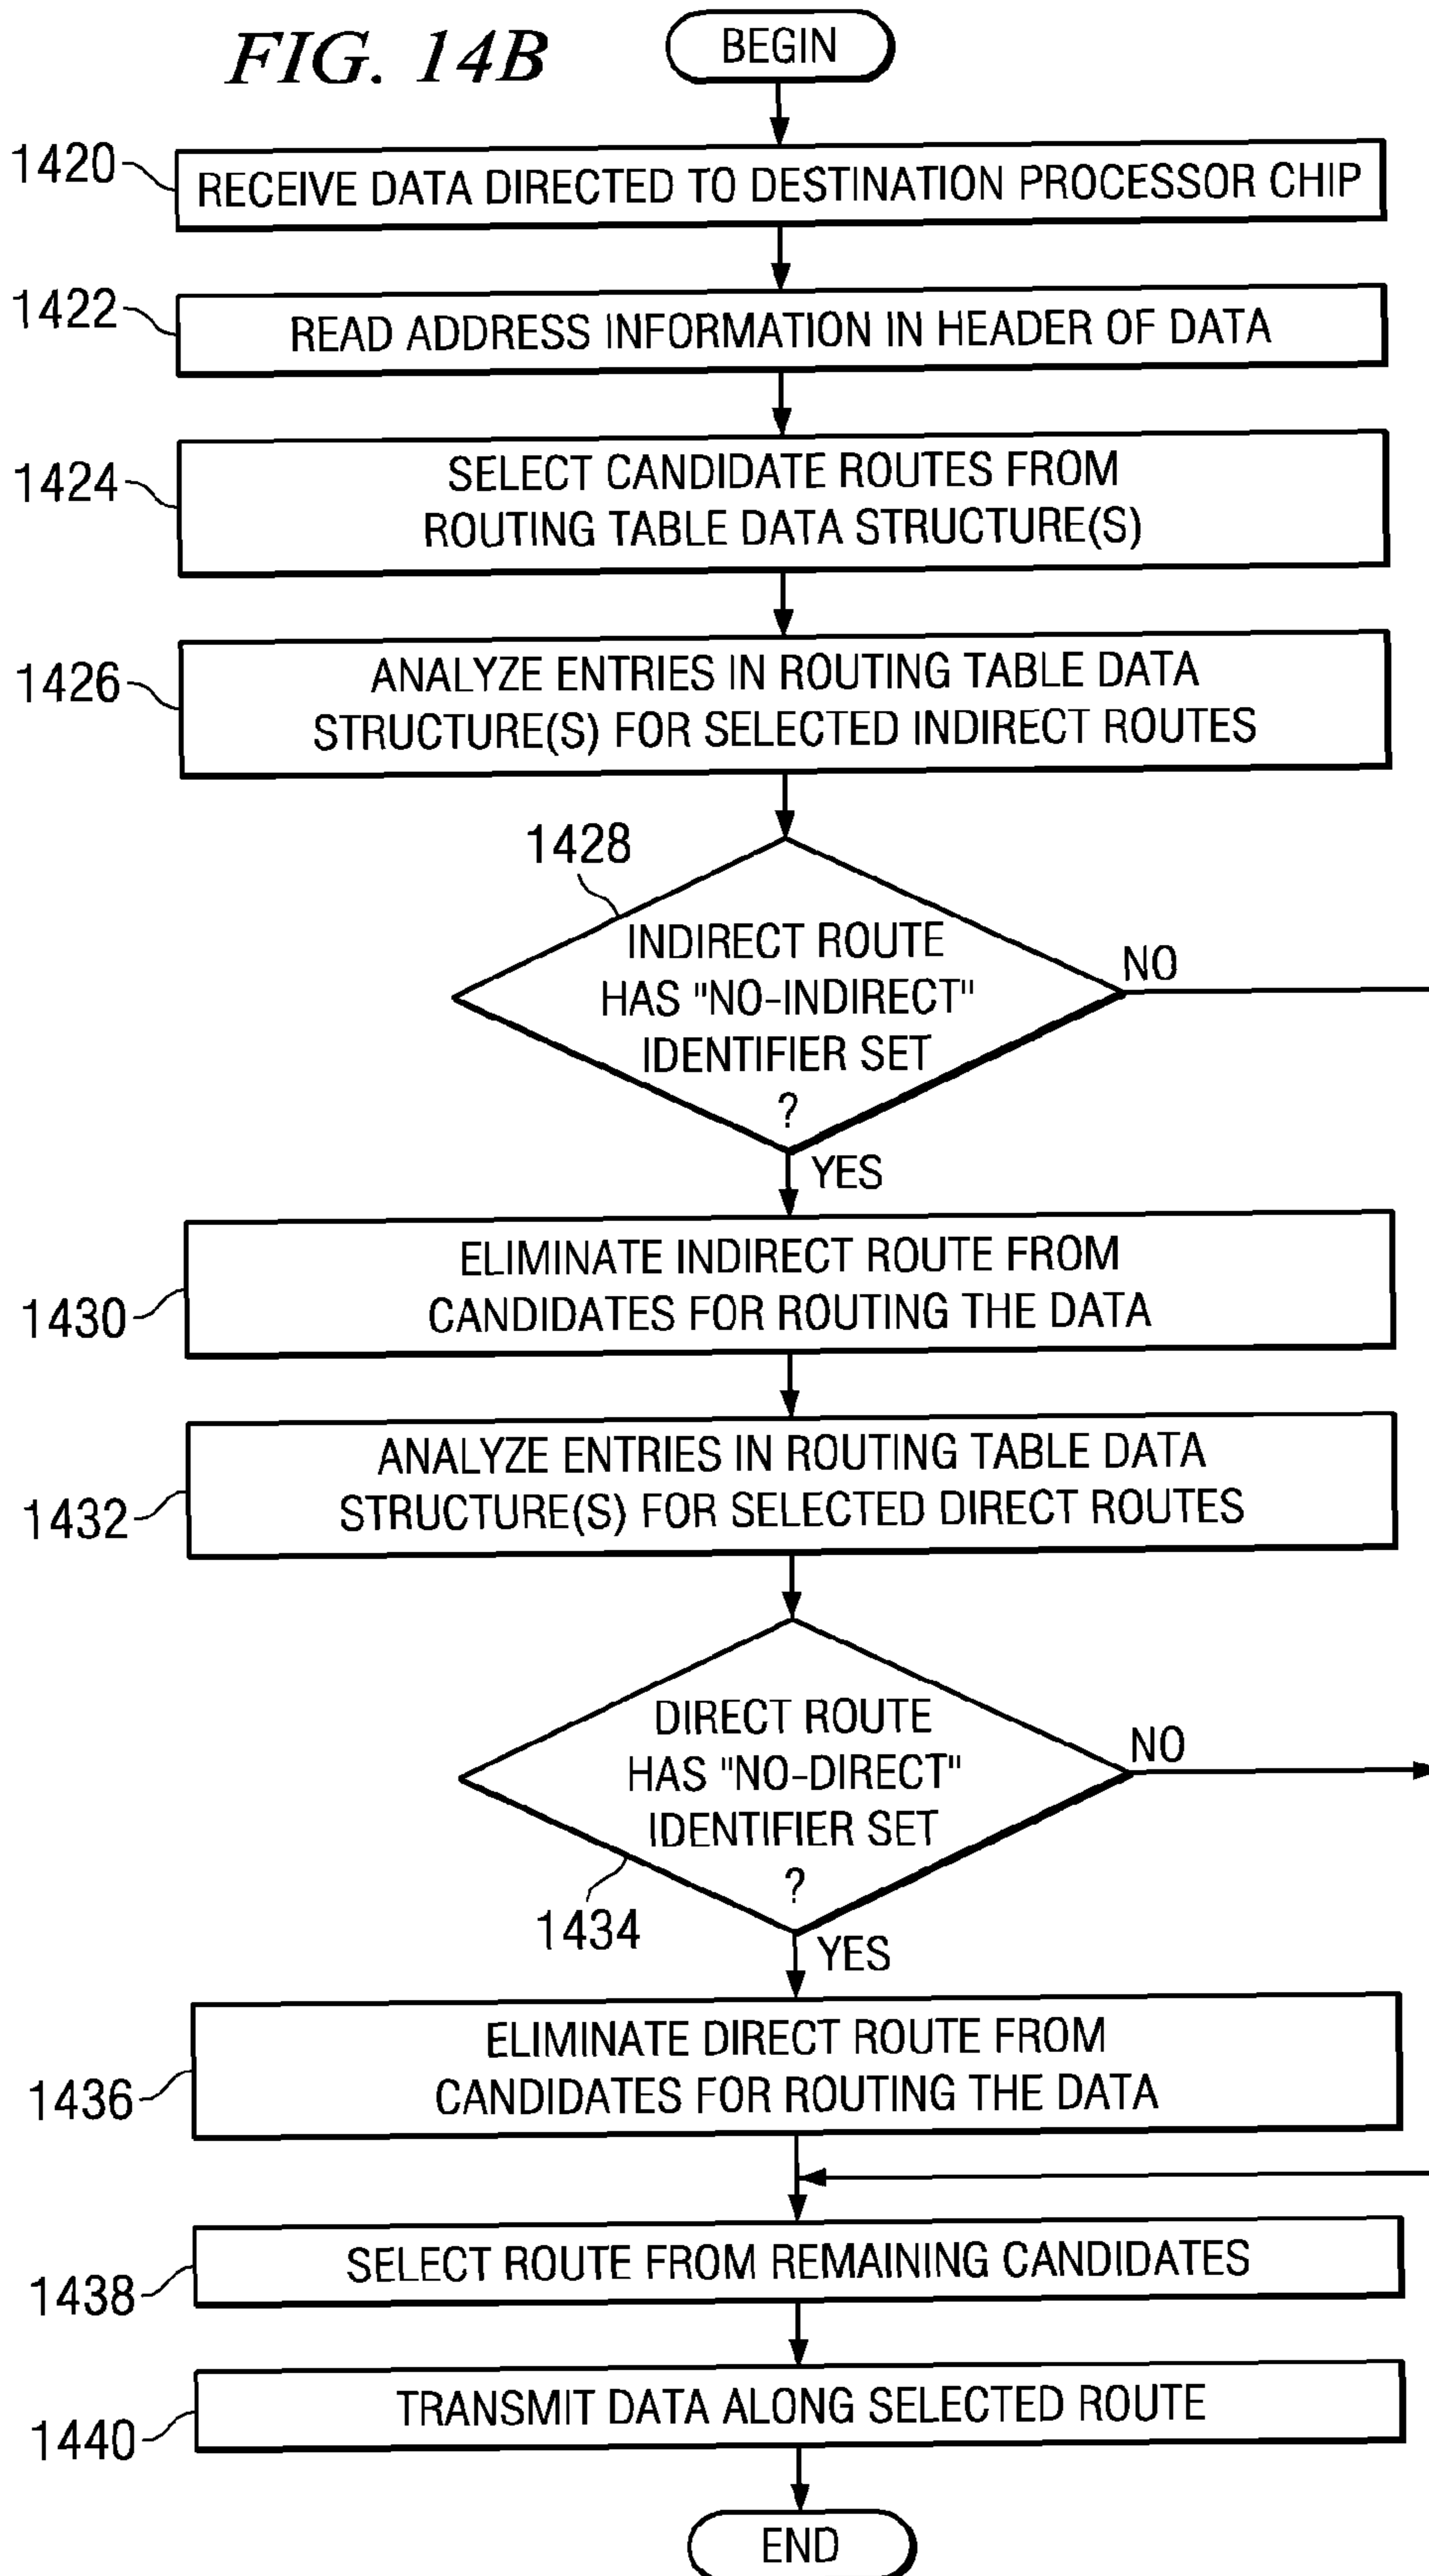 FIG. 14B
BEGIN
1420
RECEIVE DATA DIRECTED TO DESTINATION PROCESSOR CHIP
1422
READ ADDRESS INFORMATION IN HEADER OF DATA
1424
SELECT CANDIDATE ROUTES FROM
ROUTING TABLE DATA STRUCTURE(S)
1426
ANALYZE ENTRIES IN ROUTING TABLE DATA
STRUCTURE(S) FOR SELECTED INDIRECT ROUTES
1428
INDIRECT ROUTE
HAS "NO-INDIRECT"
IDENTIFIER SET
?
NO
YES
1430
ELIMINATE INDIRECT ROUTE FROM
CANDIDATES FOR ROUTING THE DATA
1432
ANALYZE ENTRIES IN ROUTING TABLE DATA
STRUCTURE(S) FOR SELECTED DIRECT ROUTES
DIRECT ROUTE
HAS "NO-DIRECT"
IDENTIFIER SET
?
NO
1434
YES
1436
ELIMINATE DIRECT ROUTE FROM
CANDIDATES FOR ROUTING THE DATA
1438
SELECT ROUTE FROM REMAINING CANDIDATES
1440
TRANSMIT DATA ALONG SELECTED ROUTE
END